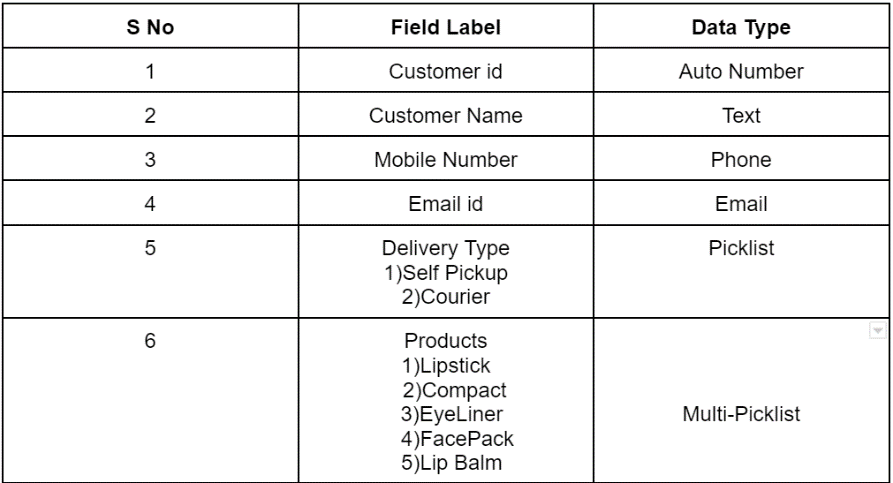 S No Field Label Data Type
1 Customer id Auto Number
2 Customer Name Text
3 Mobile Number Phone
4 Email id Email
5 Delivery Type Picklist
1)Self Pickup
2)Courier
6 Products
1)Lipstick
2)Compact
3)EyeLiner Multi-Picklist
4)FacePack
5)Lip Balm